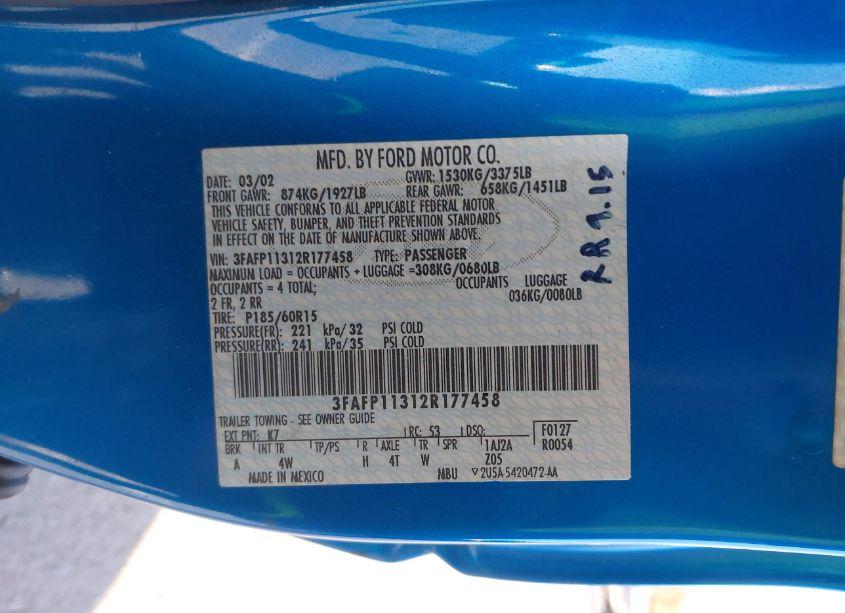 MFD. BY FORD MOTOR CO.
DATE: 03/02 GVWR: 1530KG/3375LB
FRONT GAWR: 874KG/1927LB REAR GAWR: 658KG/1451LB
THIS VEHICLE CONFORMS TO ALL APPLICABLE FEDERAL MOTOR
VEHICLE SAFETY, BUMPER, AND THEFT PREVENTION STANDARDS
IN EFFECT ON THE DATE OF MANUFACTURE SHOWN ABOVE.
VIN: 3FAFP11312R177458 TYPE: PASSENGER
MAXIMUM LOAD = OCCUPANTS + LUGGAGE =308KG/0680LB
OCCUPANTS = 4 TOTAL; OCCUPANTS LUGGAGE
2 FR, 2 RR 036KG/0080LB
TIRE: P185/60R15
PRESSURE(FR): 221 kPa/32 PSI COLD
PRESSURE(RR): 241 kPa/35 PSI COLD
3FAFP11312R177458
TRAILER TOWING - SEE OWNER GUIDE
EXT PNT: K7 RC: 53 DSO: F0127
BRK INT TR TP/PS R AXLE TR SPR 1AJ2A R0054
A 4W H 4T W Z05
MADE IN MEXICO MBU ▽ 2U5A-5420472-AA